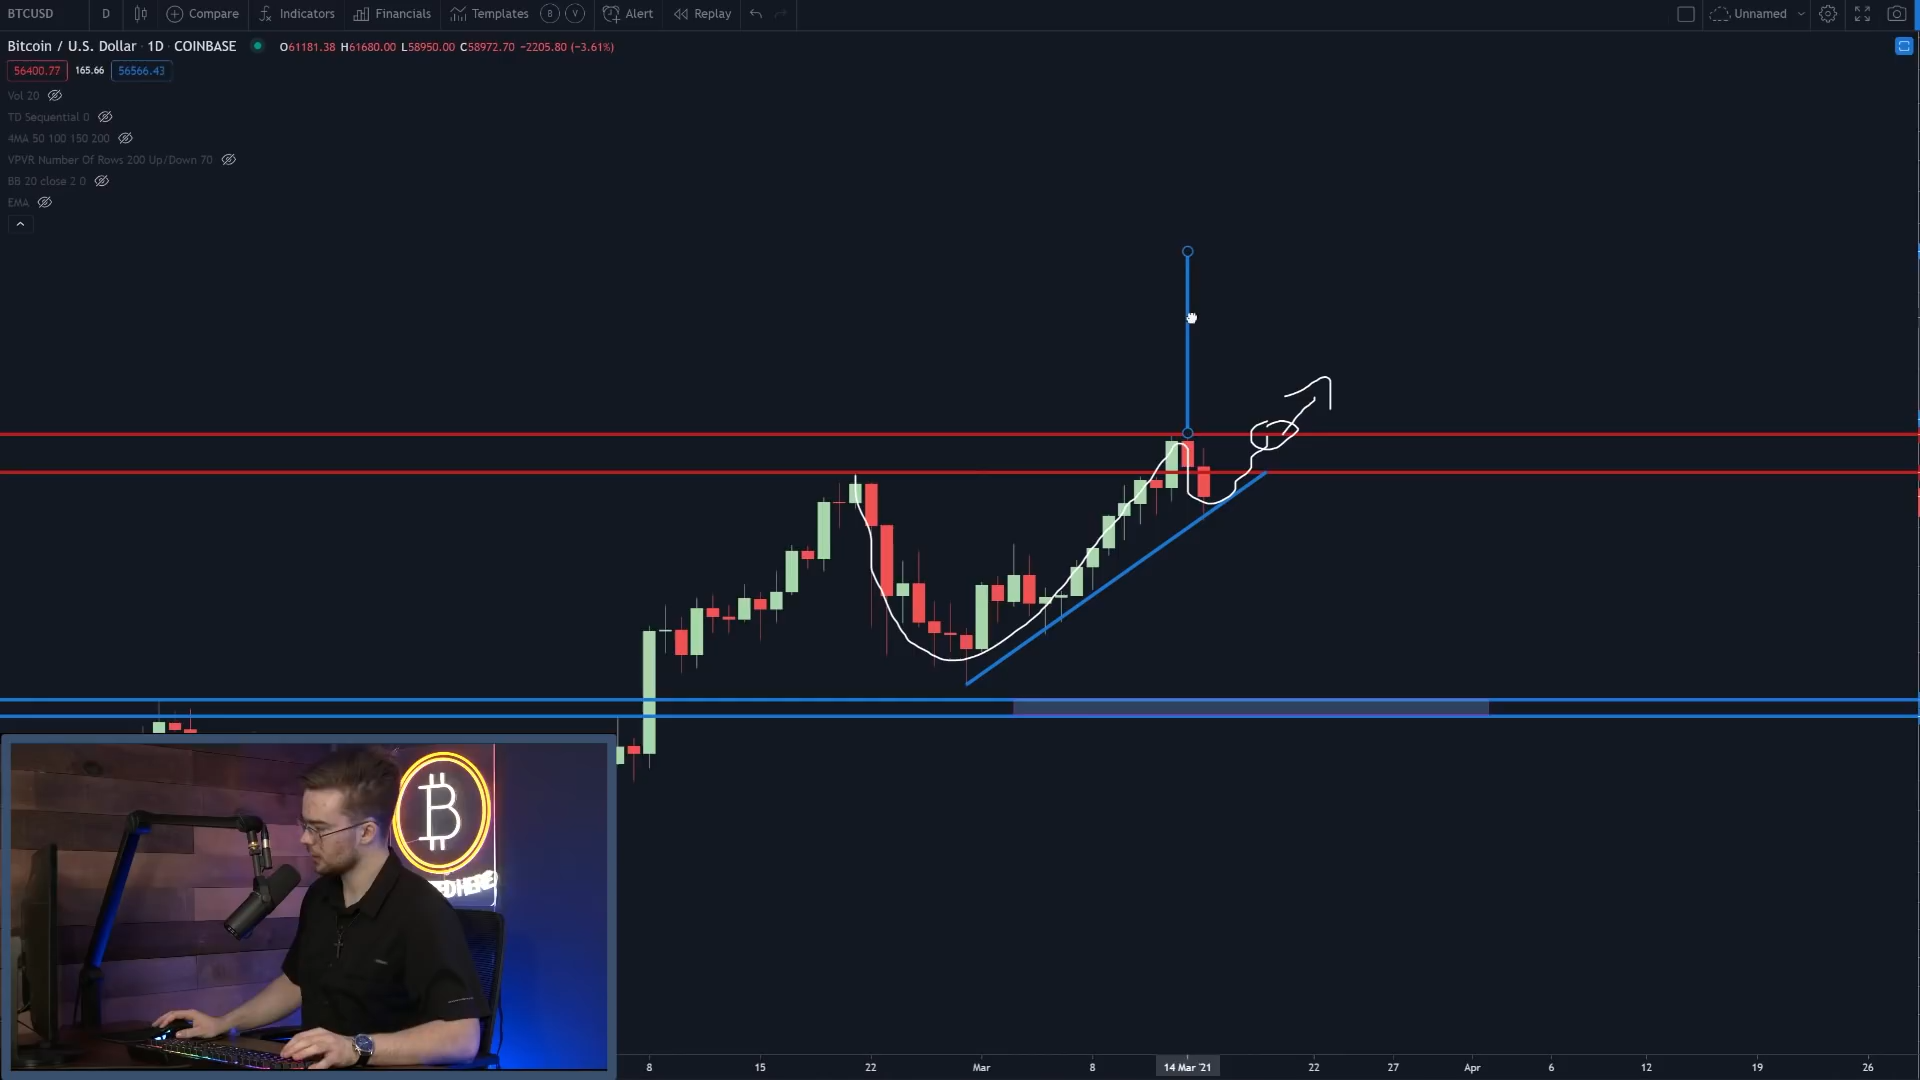 BTCUSD D Compare Indicators Financials Templates B V Alert Replay Unnamed
Bitcoin / U.S. Dollar · 1D · COINBASE O61181.38 H61680.00 L58950.00 C58972.70 −2205.80 (−3.61%)
56400.77 165.66 56566.43
Vol 20
TD Sequential 0
4MA 50 100 150 200
VPVR Number Of Rows 200 Up/Down 70
BB 20 close 2 0
EMA
B
8 15 22 Mar 8 14 Mar '21 22 27 Apr 6 12 19 26